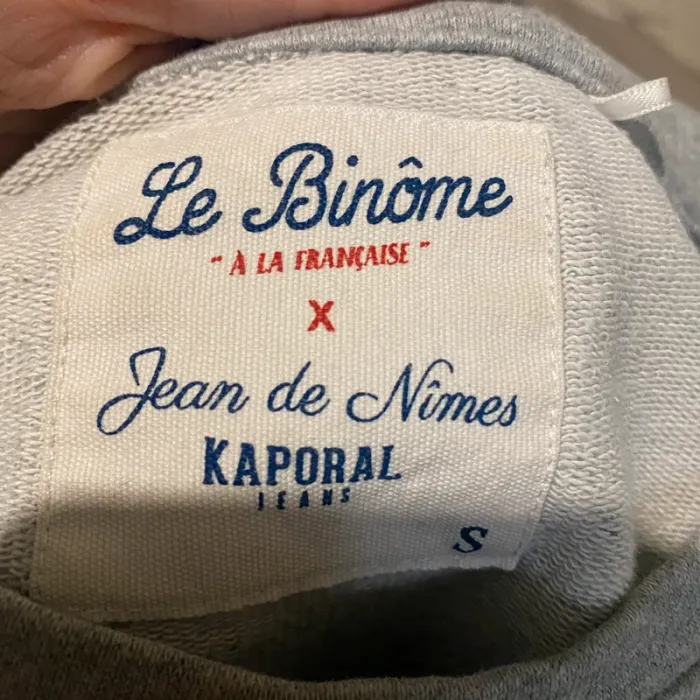 Le Binôme
" À LA FRANÇAISE "
X
Jean de Nîmes
KAPORAL
JEANS
S